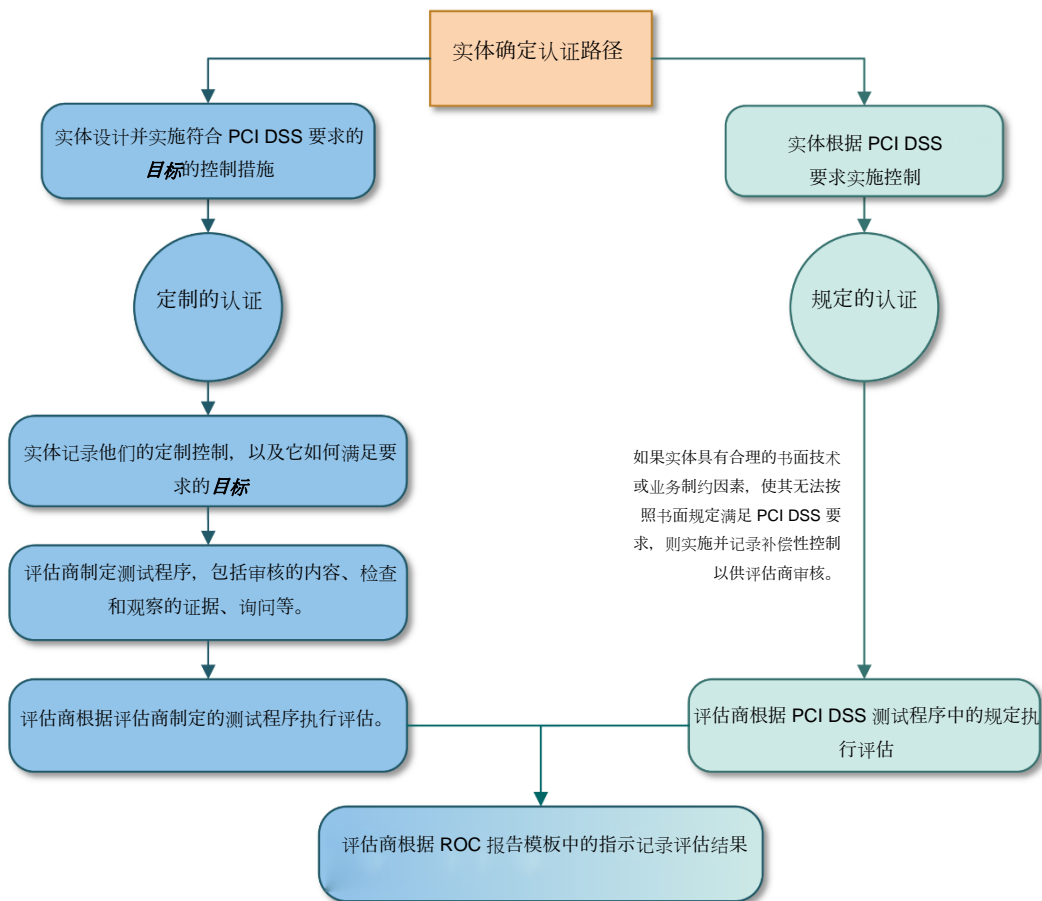 实体确定认证路径
实体设计并实施符合 PCI DSS 要求的
目标的控制措施
实体根据 PCI DSS
要求实施控制
定制的认证
规定的认证
实体记录他们的定制控制，以及它如何满足要
求的目标
如果实体具有合理的书面技术
或业务制约因素，使其无法按
照书面规定满足 PCI DSS 要
求，则实施并记录补偿性控制
以供评估商审核。
评估商制定测试程序，包括审核的内容、检查
和观察的证据、询问等。
评估商根据评估商制定的测试程序执行评估。
评估商根据 PCI DSS 测试程序中的规定执
行评估
评估商根据 ROC 报告模板中的指示记录评估结果